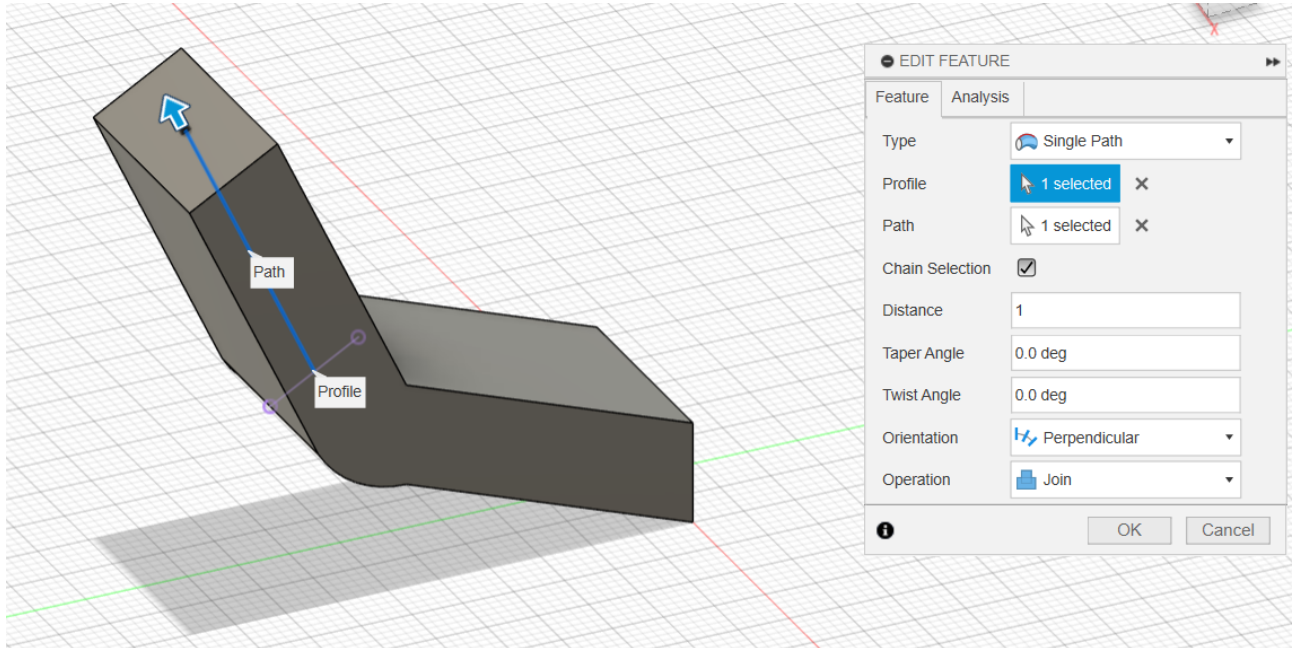 X
EDIT FEATURE
Feature Analysis
Type Single Path
Profile 1 selected
Path 1 selected
Chain Selection
Distance 1
Taper Angle 0.0 deg
Twist Angle 0.0 deg
Orientation Perpendicular
Operation Join
OK Cancel
Path
Profile